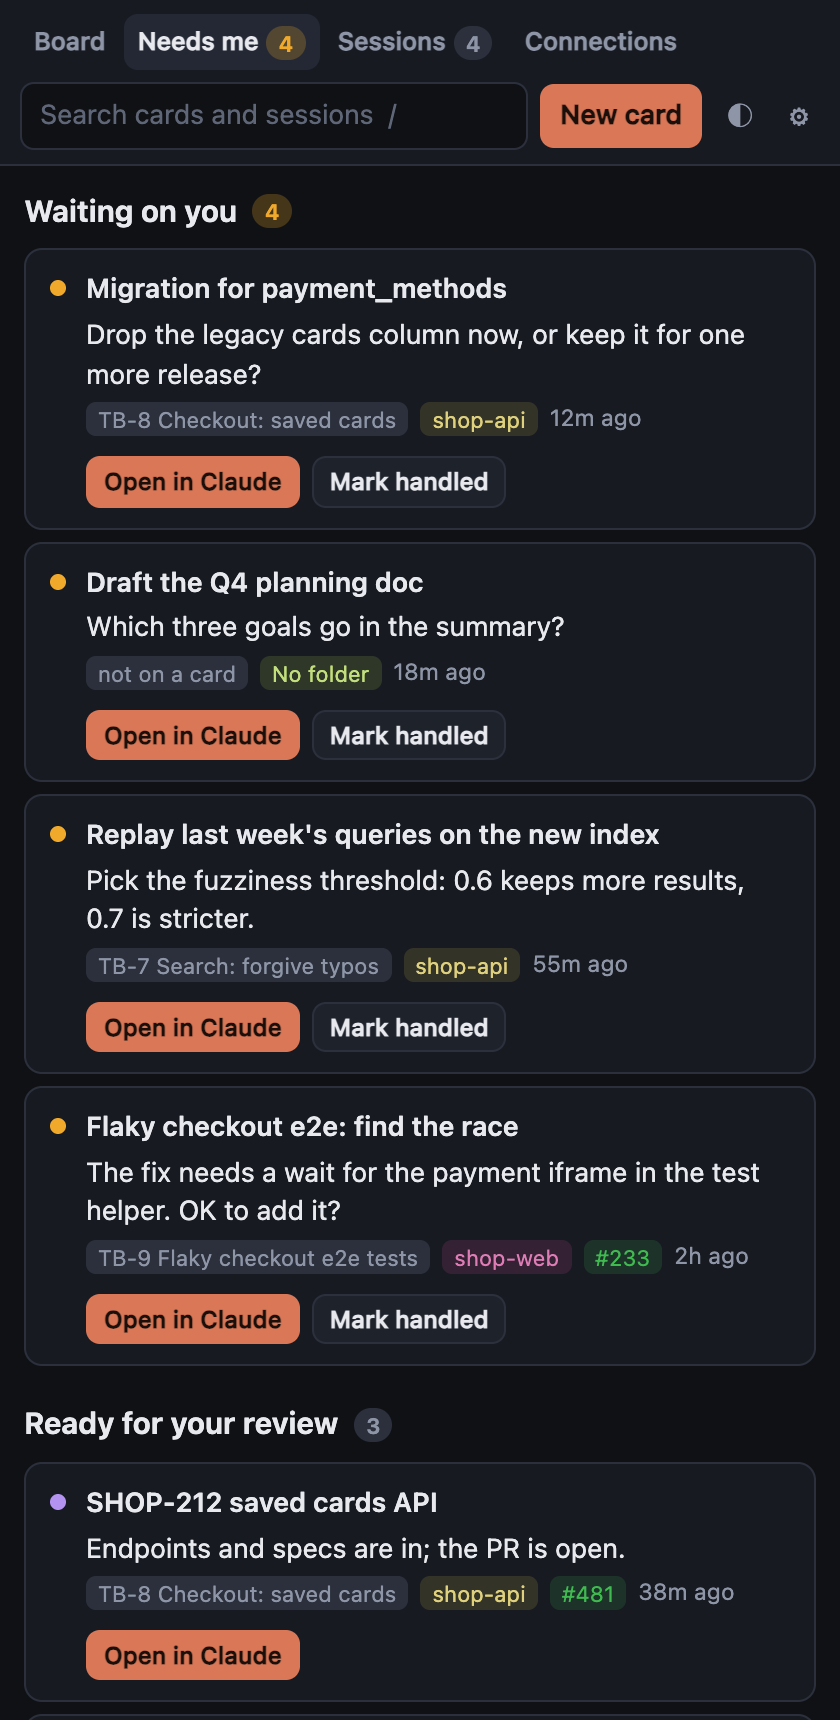 Board Needs me 4 Sessions 4 Connections
Search cards and sessions / New card
Waiting on you 4
Migration for payment_methods
Drop the legacy cards column now, or keep it for one
more release?
TB-8 Checkout: saved cards shop-api 12m ago
Open in Claude Mark handled
Draft the Q4 planning doc
Which three goals go in the summary?
not on a card No folder 18m ago
Open in Claude Mark handled
Replay last week's queries on the new index
Pick the fuzziness threshold: 0.6 keeps more results,
0.7 is stricter.
TB-7 Search: forgive typos shop-api 55m ago
Open in Claude Mark handled
Flaky checkout e2e: find the race
The fix needs a wait for the payment iframe in the test
helper. OK to add it?
TB-9 Flaky checkout e2e tests shop-web #233 2h ago
Open in Claude Mark handled
Ready for your review 3
SHOP-212 saved cards API
Endpoints and specs are in; the PR is open.
TB-8 Checkout: saved cards shop-api #481 38m ago
Open in Claude